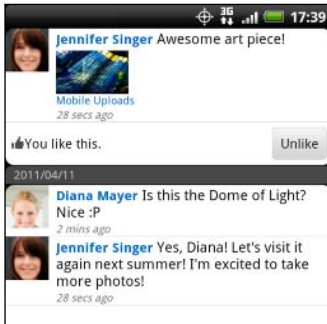 3G 17:39
Jennifer Singer Awesome art piece!
Mobile Uploads
28 secs ago
You like this.
Unlike
2011/04/11
Diana Mayer Is this the Dome of Light?
Nice :P
2 mins ago
Jennifer Singer Yes, Diana! Let's visit it
again next summer! I'm excited to take
more photos!
28 secs ago